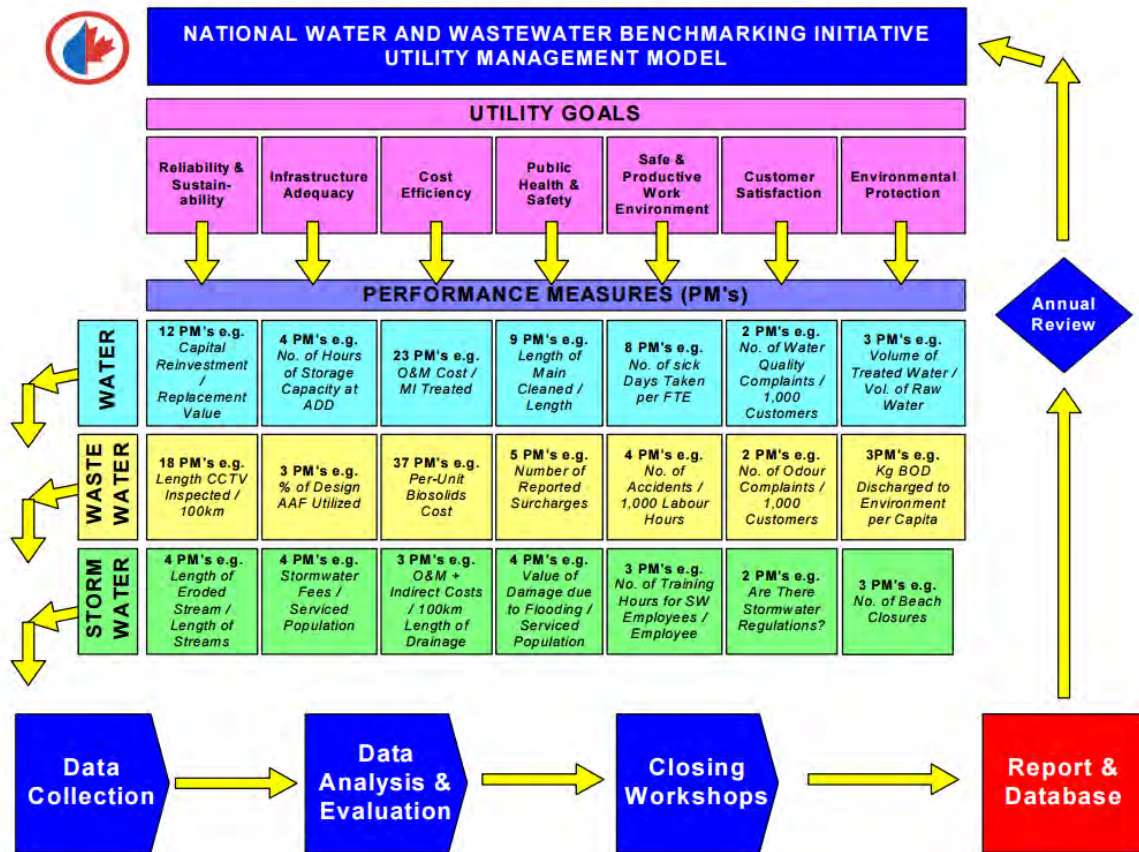 NATIONAL WATER AND WASTEWATER BENCHMARKING INITIATIVE
UTILITY MANAGEMENT MODEL
UTILITY GOALS
Reliability &
Sustain-
ability
Infrastructure
Adequacy
Cost
Efficiency
Public
Health &
Safety
Safe &
Productive
Work
Environment
Customer
Satisfaction
Environmental
Protection
PERFORMANCE MEASURES (PM's)
Annual
Review
WATER
12 PM's e.g.
Capital
Reinvestment
/
Replacement
Value
4 PM's e.g.
No. of Hours
of Storage
Capacity at
ADD
23 PM's e.g.
O&M Cost /
Ml Treated
9 PM's e.g.
Length of
Main
Cleaned /
Length
8 PM's e.g.
No. of sick
Days Taken
per FTE
2 PM's e.g.
No. of Water
Quality
Complaints /
1,000
Customers
3 PM's e.g.
Volume of
Treated Water /
Vol. of Raw
Water
WASTE
WATER
18 PM's e.g.
Length CCTV
Inspected /
100km
3 PM's e.g.
% of Design
AAF Utilized
37 PM's e.g.
Per-Unit
Biosolids
Cost
5 PM's e.g.
Number of
Reported
Surcharges
4 PM's e.g.
No. of
Accidents /
1,000 Labour
Hours
2 PM's e.g.
No. of Odour
Complaints /
1,000
Customers
3PM's e.g.
Kg BOD
Discharged to
Environment
per Capita
STORM
WATER
4 PM's e.g.
Length of
Eroded
Stream /
Length of
Streams
4 PM's e.g.
Stormwater
Fees /
Serviced
Population
3 PM's e.g.
O&M +
Indirect Costs
/ 100km
Length of
Drainage
4 PM's e.g.
Value of
Damage due
to Flooding /
Serviced
Population
3 PM's e.g.
No. of Training
Hours for SW
Employees /
Employee
2 PM's e.g.
Are There
Stormwater
Regulations?
3 PM's e.g.
No. of Beach
Closures
Data
Collection
Data
Analysis &
Evaluation
Closing
Workshops
Report &
Database